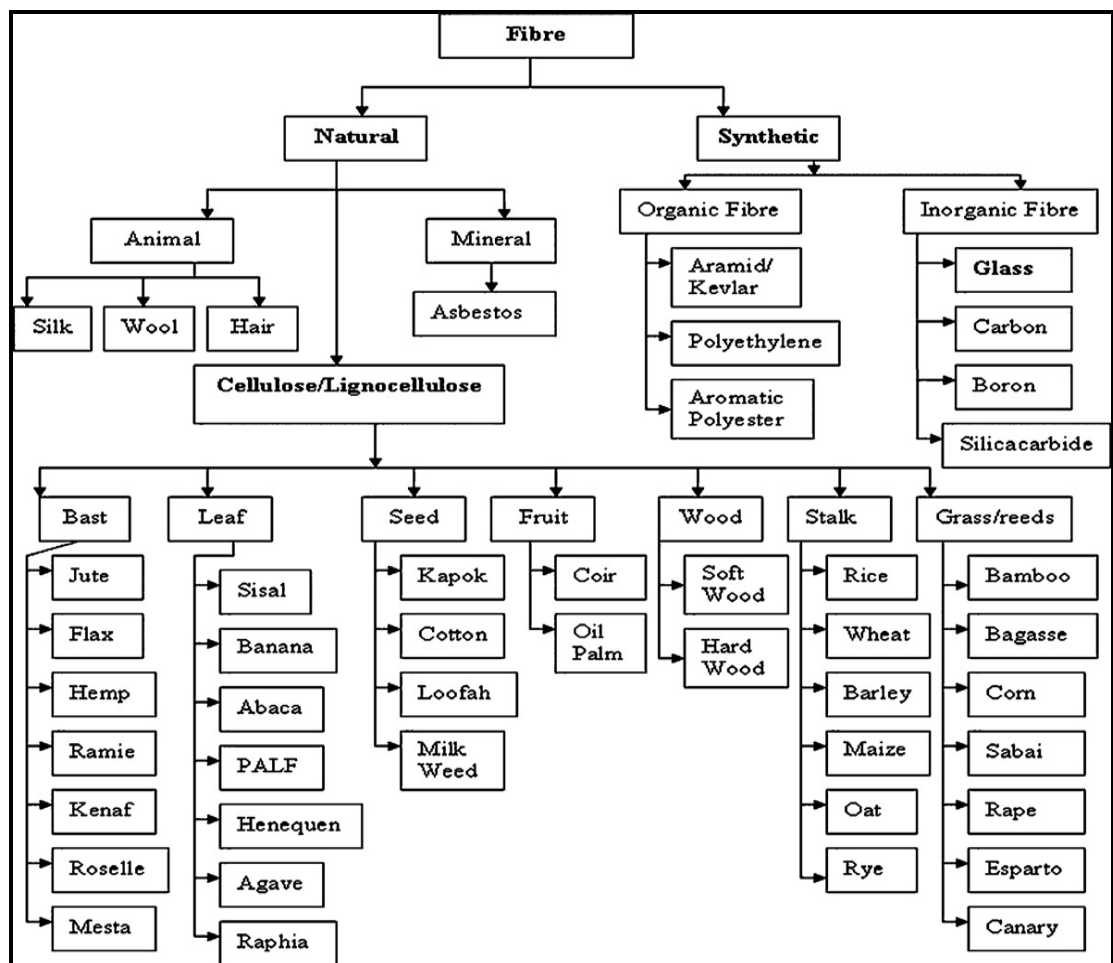 Fibre
Natural
Synthetic
Animal
Mineral
Organic Fibre
Inorganic Fibre
Silk
Wool
Hair
Asbestos
Aramid/
Kevlar
Polyethylene
Aromatic
Polyester
Glass
Carbon
Boron
Silicacarbide
Cellulose/Lignocellulose
Bast
Leaf
Seed
Fruit
Wood
Stalk
Grass/reeds
Jute
Flax
Hemp
Ramie
Kenaf
Roselle
Mesta
Sisal
Banana
Abaca
PALF
Henequen
Agave
Raphia
Kapok
Cotton
Loofah
Milk
Weed
Coir
Oil
Palm
Soft
Wood
Hard
Wood
Rice
Wheat
Barley
Maize
Oat
Rye
Bamboo
Bagasse
Corn
Sabai
Rape
Esparto
Canary